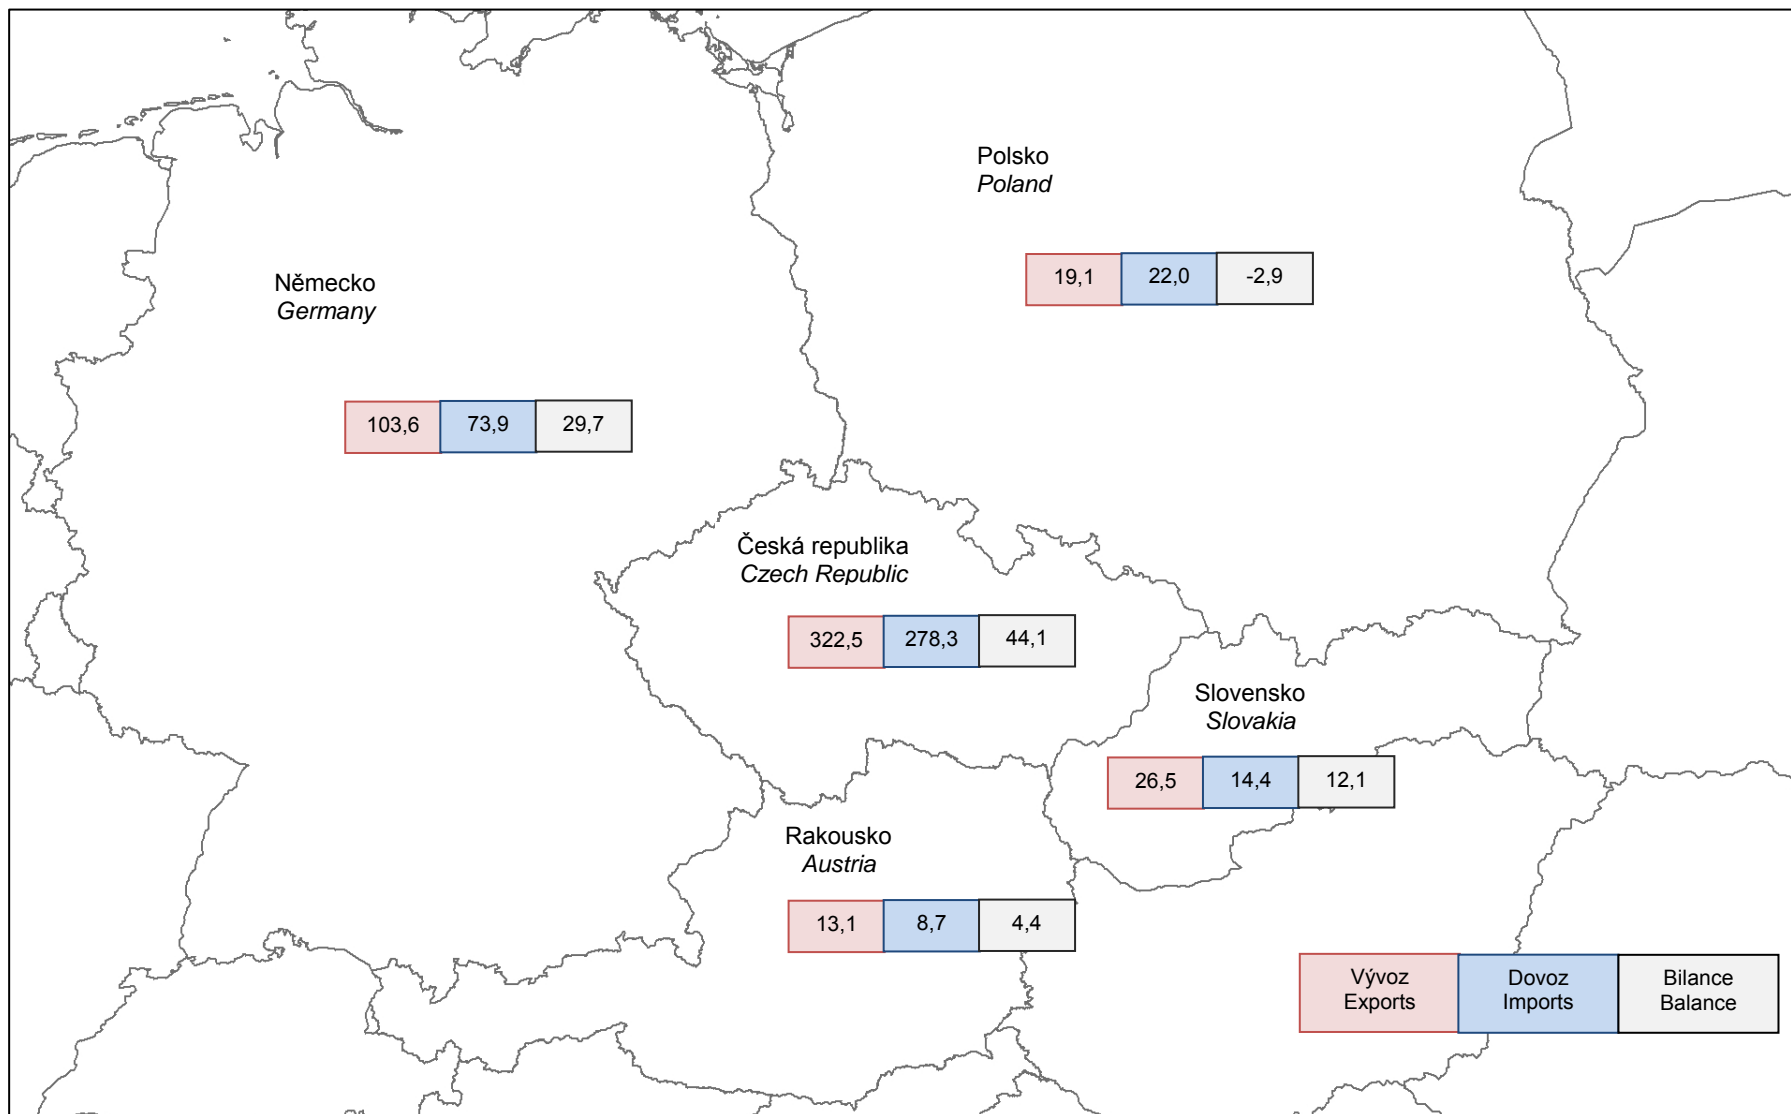 Polsko
Poland
19,1 22,0 -2,9
Německo
Germany
103,6 73,9 29,7
Česká republika
Czech Republic
322,5 278,3 44,1
Slovensko
Slovakia
26,5 14,4 12,1
Rakousko
Austria
13,1 8,7 4,4
Vývoz Dovoz Bilance
Exports Imports Balance